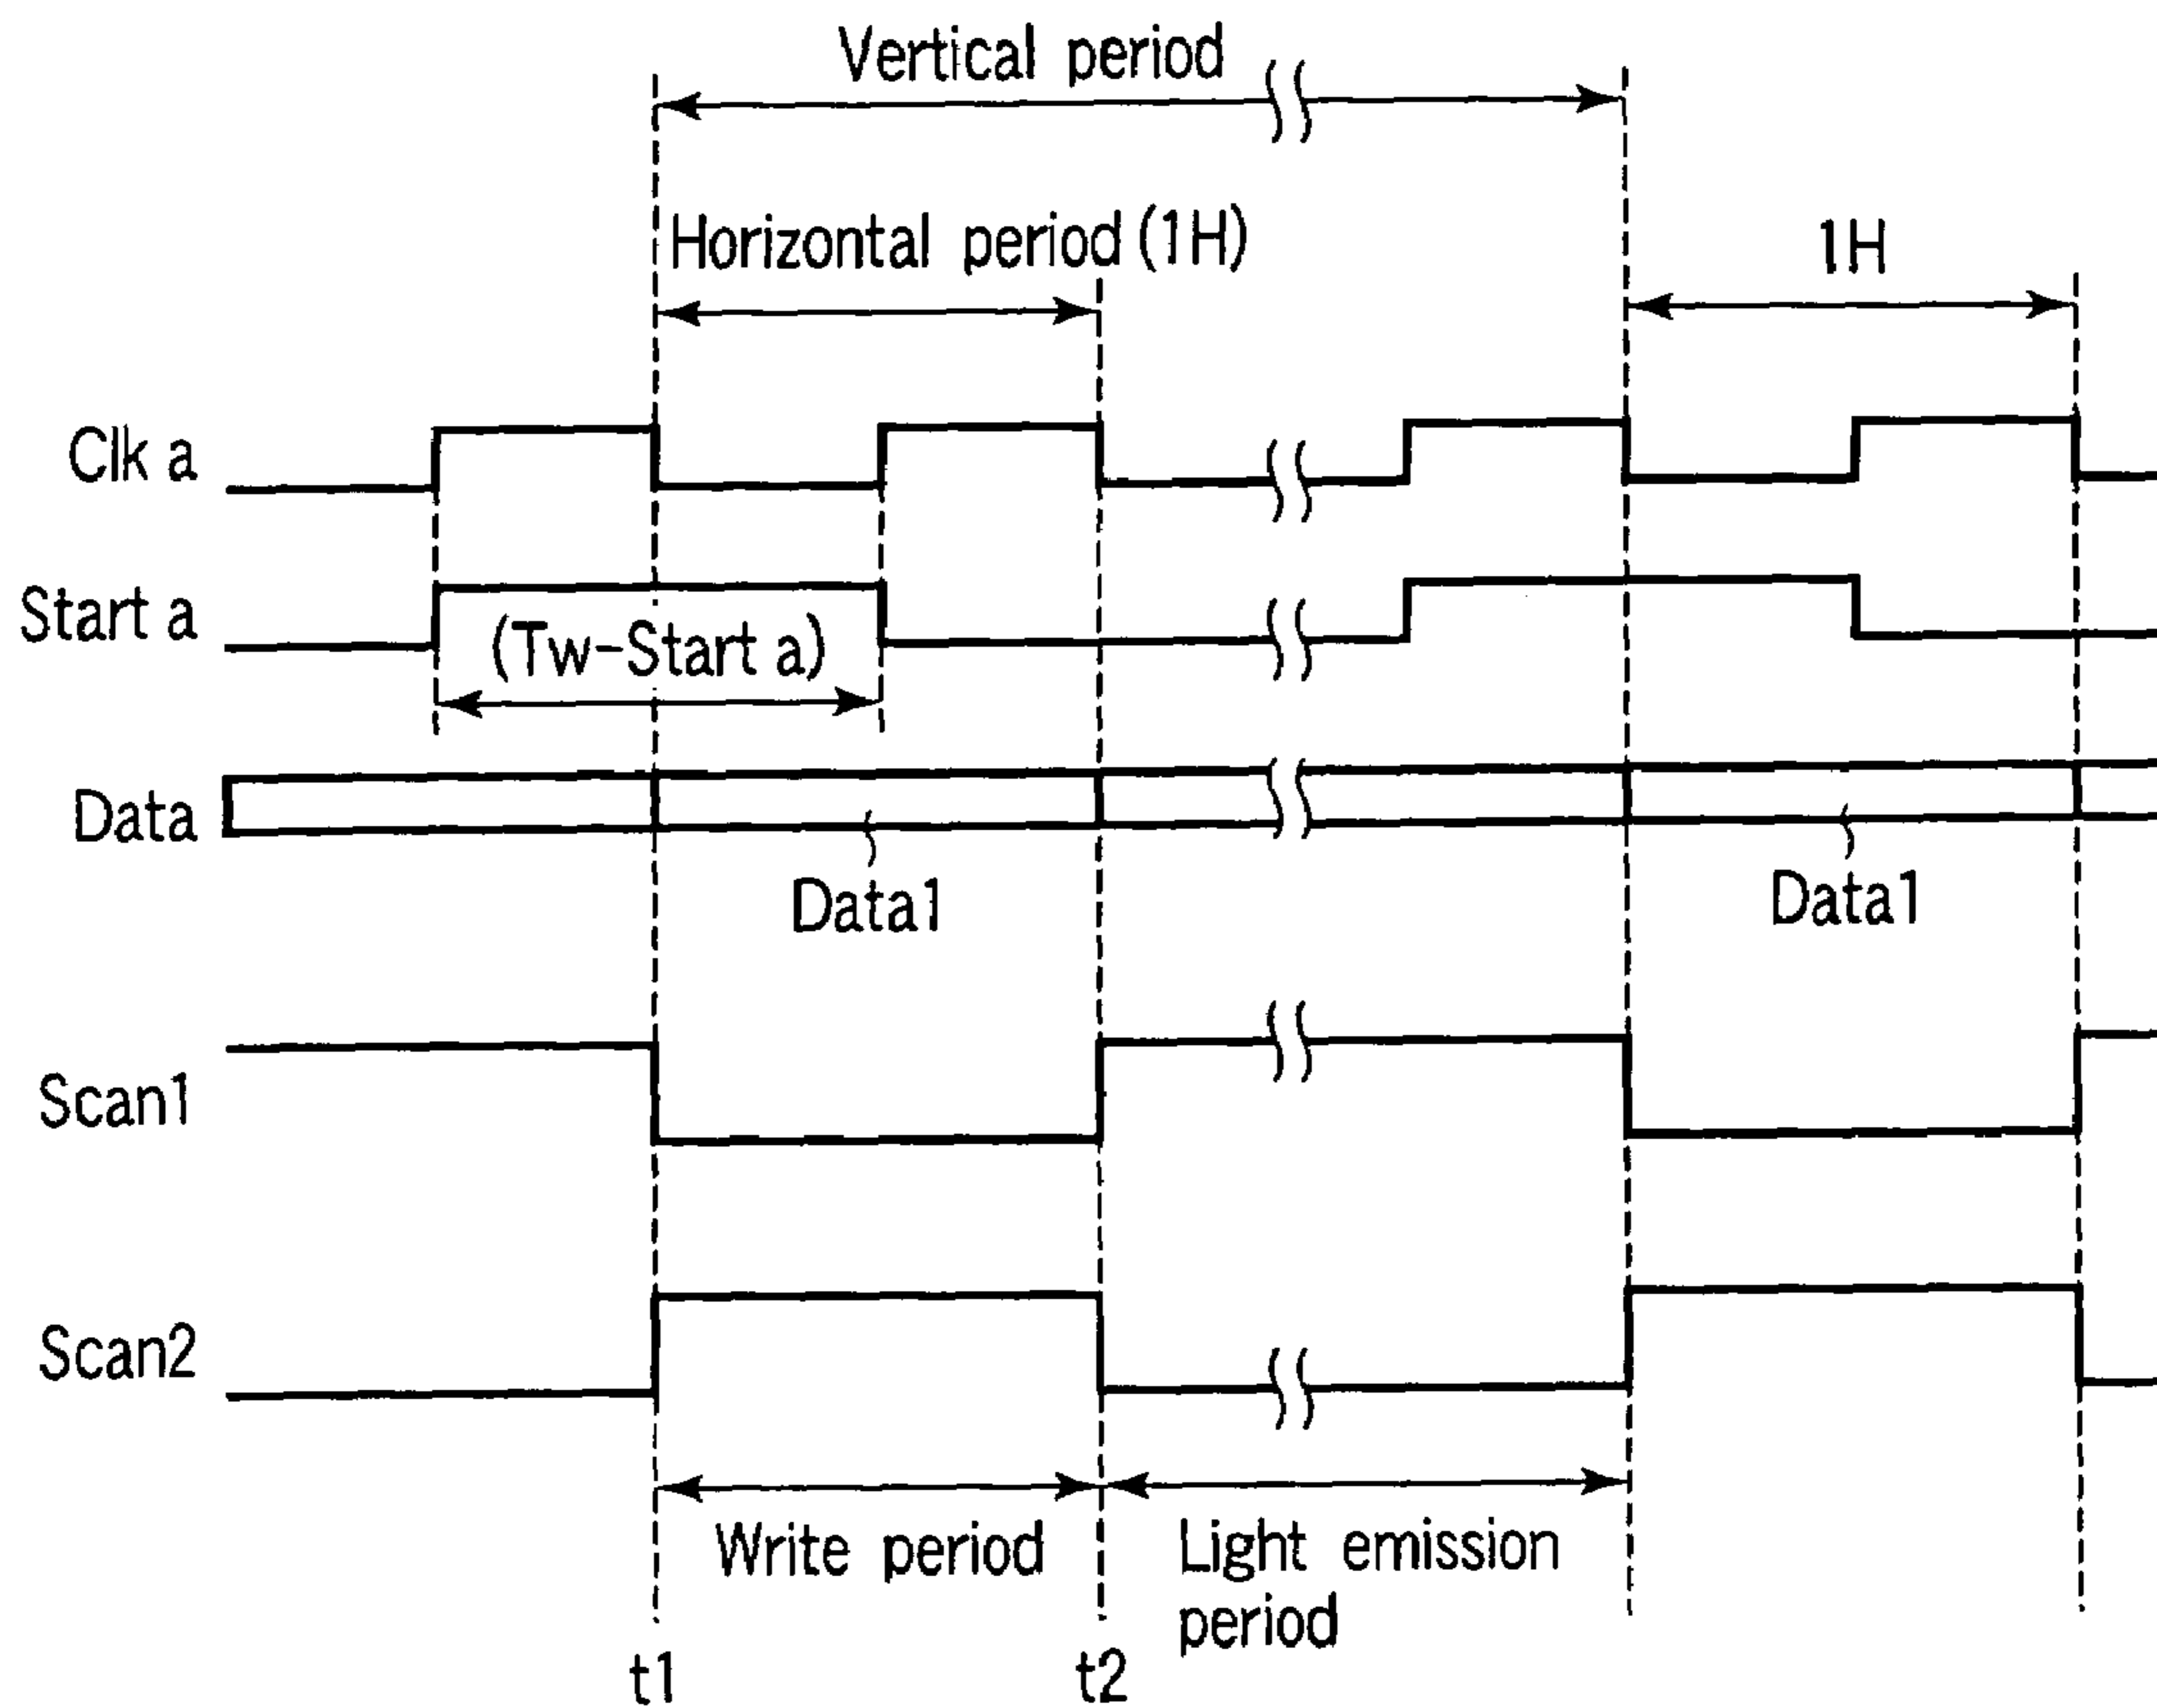 Vertical period
Horizontal period (1H)
1H
Clk a
Start a
(Tw-Start a)
Data
Data1
Data1
Scan1
Scan2
Write period
Light emission
period
t1
t2